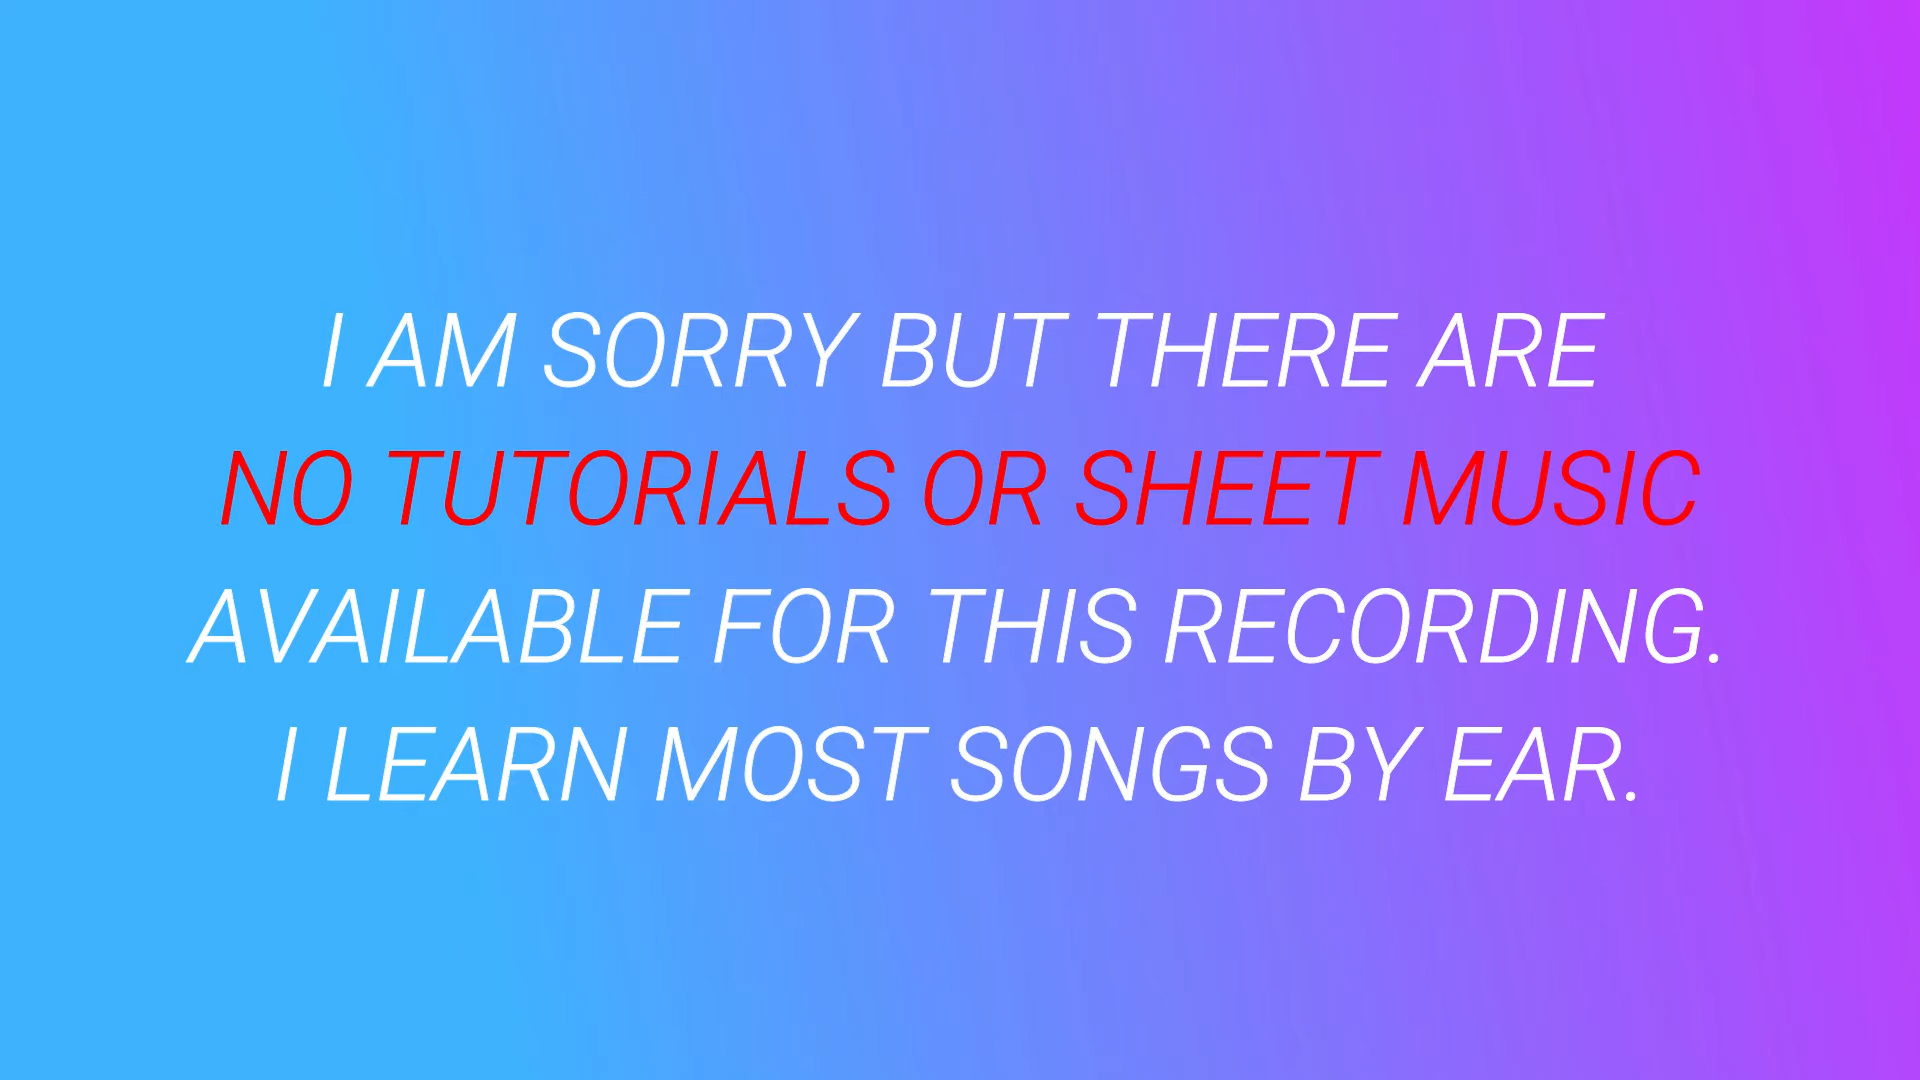 I AM SORRY BUT THERE ARE
NO TUTORIALS OR SHEET MUSIC
AVAILABLE FOR THIS RECORDING.
I LEARN MOST SONGS BY EAR.